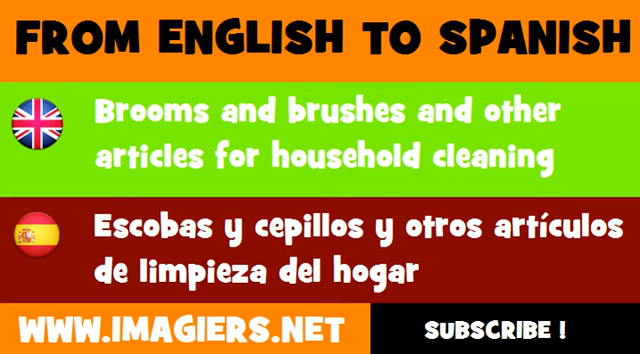 FROM ENGLISH TO SPANISH
Brooms and brushes and other
articles for household cleaning
Escobas y cepillos y otros artículos
de limpieza del hogar
WWW.IMAGIERS.NET
SUBSCRIBE !